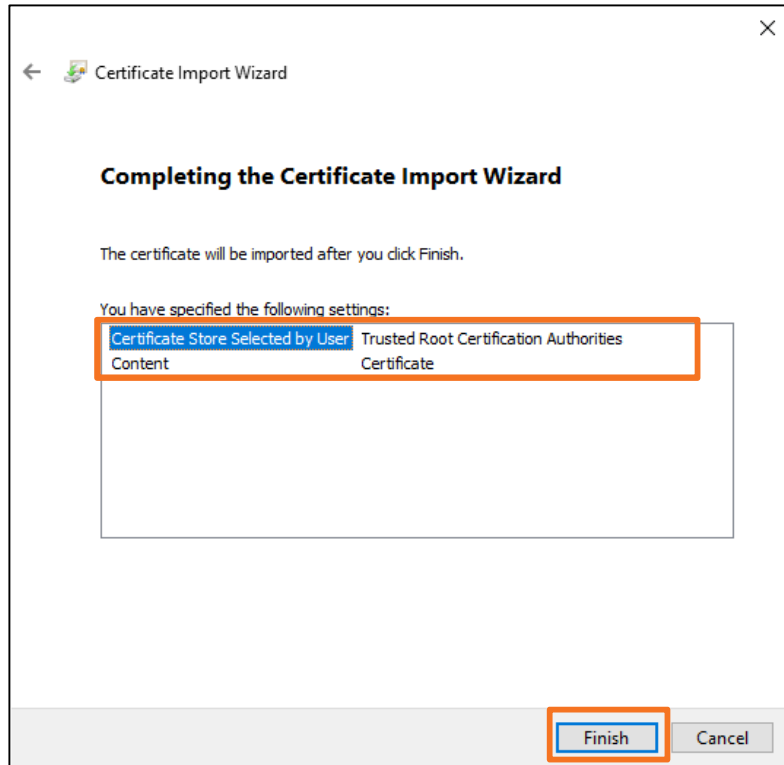 Certificate Import Wizard
Completing the Certificate Import Wizard
The certificate will be imported after you click Finish.
You have specified the following settings:
Certificate Store Selected by User Trusted Root Certification Authorities
Content Certificate
Finish Cancel